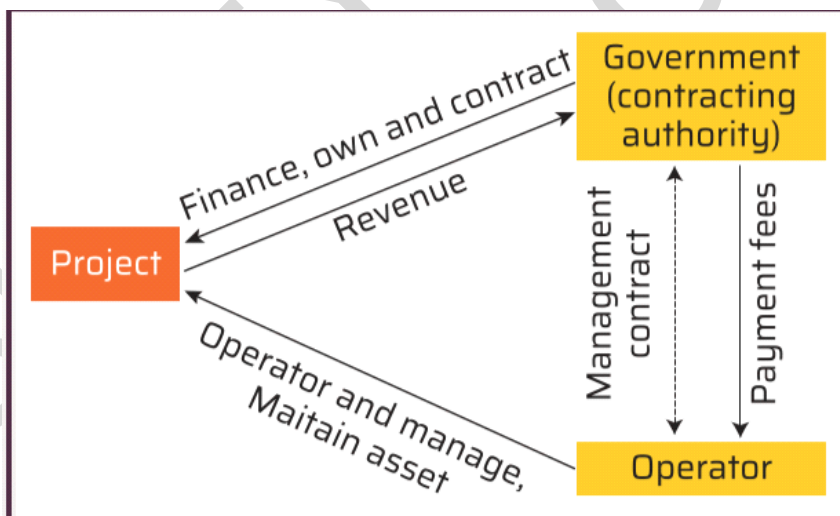 Government
(contracting
authority)
Finance, own and contract
Revenue
Project
Management
contract
Payment fees
Operator and manage,
Maitain asset
Operator